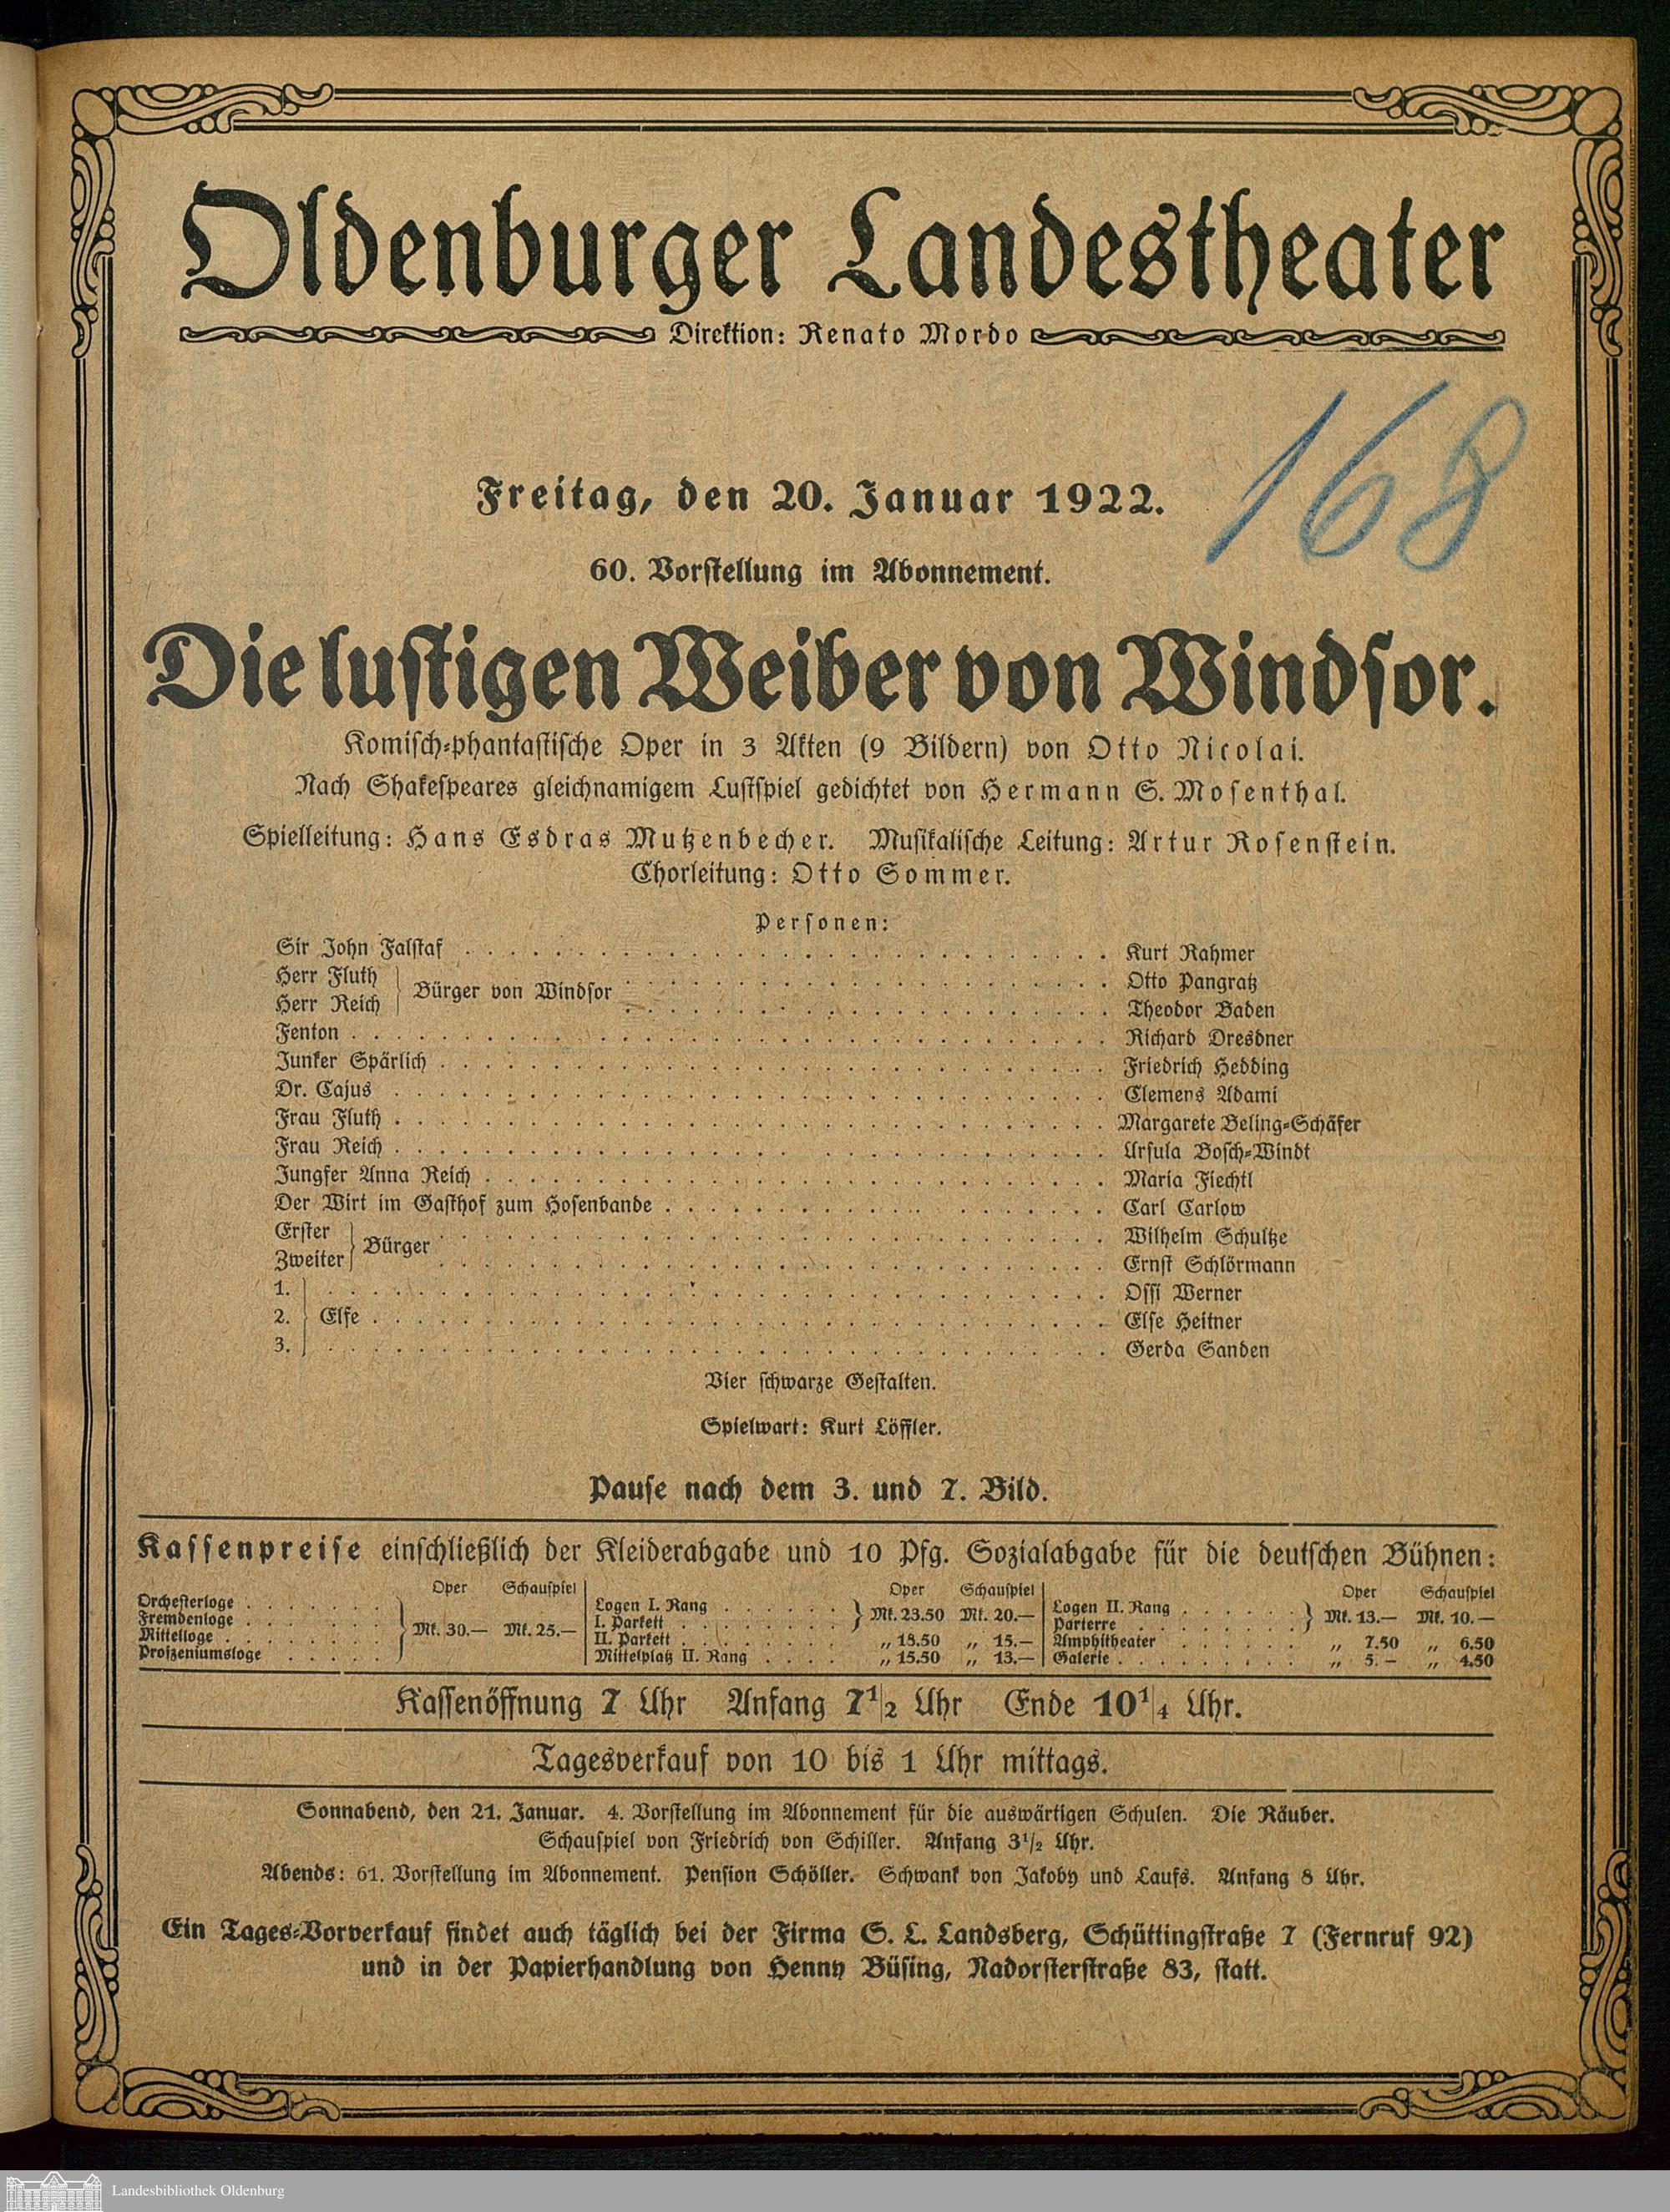 Oldenburger Landestheater
Direktion: Renato Mordo
168
Freitag, den 20. Januar 1922.
60. Vorstellung im Abonnement.
Die lustigen Weiber von Windsor.
Komisch-phantastische Oper in 3 Akten (9 Bildern) von Otto Nicolai.
Nach Shakespeares gleichnamigem Lustspiel gedichtet von Hermann S. Mosenthal.
Spielleitung: Hans Esdras Mutzenbecher. Musikalische Leitung: Artur Rosenstein.
Chorleitung: Otto Sommer.
Personen:
Sir John Falstaf . . . . . Kurt Rahmer
Herr Fluth } Bürger von Windsor . . . . . Otto Pangratz
Herr Reich } . . . . . Theodor Baden
Fenton . . . . . Richard Dresdner
Junker Spärlich . . . . . Friedrich Hedding
Dr. Cajus . . . . . Clemens Adami
Frau Fluth . . . . . Margarete Beling-Schäfer
Frau Reich . . . . . Ursula Bosch-Windt
Jungfer Anna Reich . . . . . Maria Fiechtl
Der Wirt im Gasthof zum Hosenbande . . . . . Carl Carlow
Erster } Bürger . . . . . Wilhelm Schultze
Zweiter } . . . . . Ernst Schlörmann
1. } . . . . . Ossi Werner
2. } Elfe . . . . . Else Heitner
3. } . . . . . Gerda Sanden
Vier schwarze Gestalten.
Spielwart: Kurt Löffler.
Pause nach dem 3. und 7. Bild.
Kassenpreise einschließlich der Kleiderabgabe und 10 Pfg. Sozialabgabe für die deutschen Bühnen:
Oper Schauspiel
Orchesterloge . . . . .
Fremdenloge . . . . .
Mittelloge . . . . .
Proszeniumsloge . . . . .
} Mk. 30.— Mk. 25.—
Oper Schauspiel
Logen I. Rang . . . . .
I. Parkett . . . . .
} Mk. 23.50 Mk. 20.—
II. Parkett . . . . . „ 18.50 „ 15.—
Mittelplatz II. Rang . . . . „ 15.50 „ 13.—
Oper Schauspiel
Logen II. Rang . . . . .
Parterre . . . . .
} Mk. 13.— Mk. 10.—
Amphitheater . . . . . „ 7.50 „ 6.50
Galerie . . . . . „ 5.— „ 4.50
Kassenöffnung 7 Uhr Anfang 7½ Uhr Ende 10¼ Uhr.
Tagesverkauf von 10 bis 1 Uhr mittags.
Sonnabend, den 21. Januar. 4. Vorstellung im Abonnement für die auswärtigen Schulen. Die Räuber.
Schauspiel von Friedrich von Schiller. Anfang 3½ Uhr.
Abends: 61. Vorstellung im Abonnement. Pension Schöller. Schwank von Jakoby und Laufs. Anfang 8 Uhr.
Ein Tages-Vorverkauf findet auch täglich bei der Firma S. L. Landsberg, Schüttingstraße 7 (Fernruf 92)
und in der Papierhandlung von Henny Büsing, Nadorsterstraße 83, statt.
Landesbibliothek Oldenburg